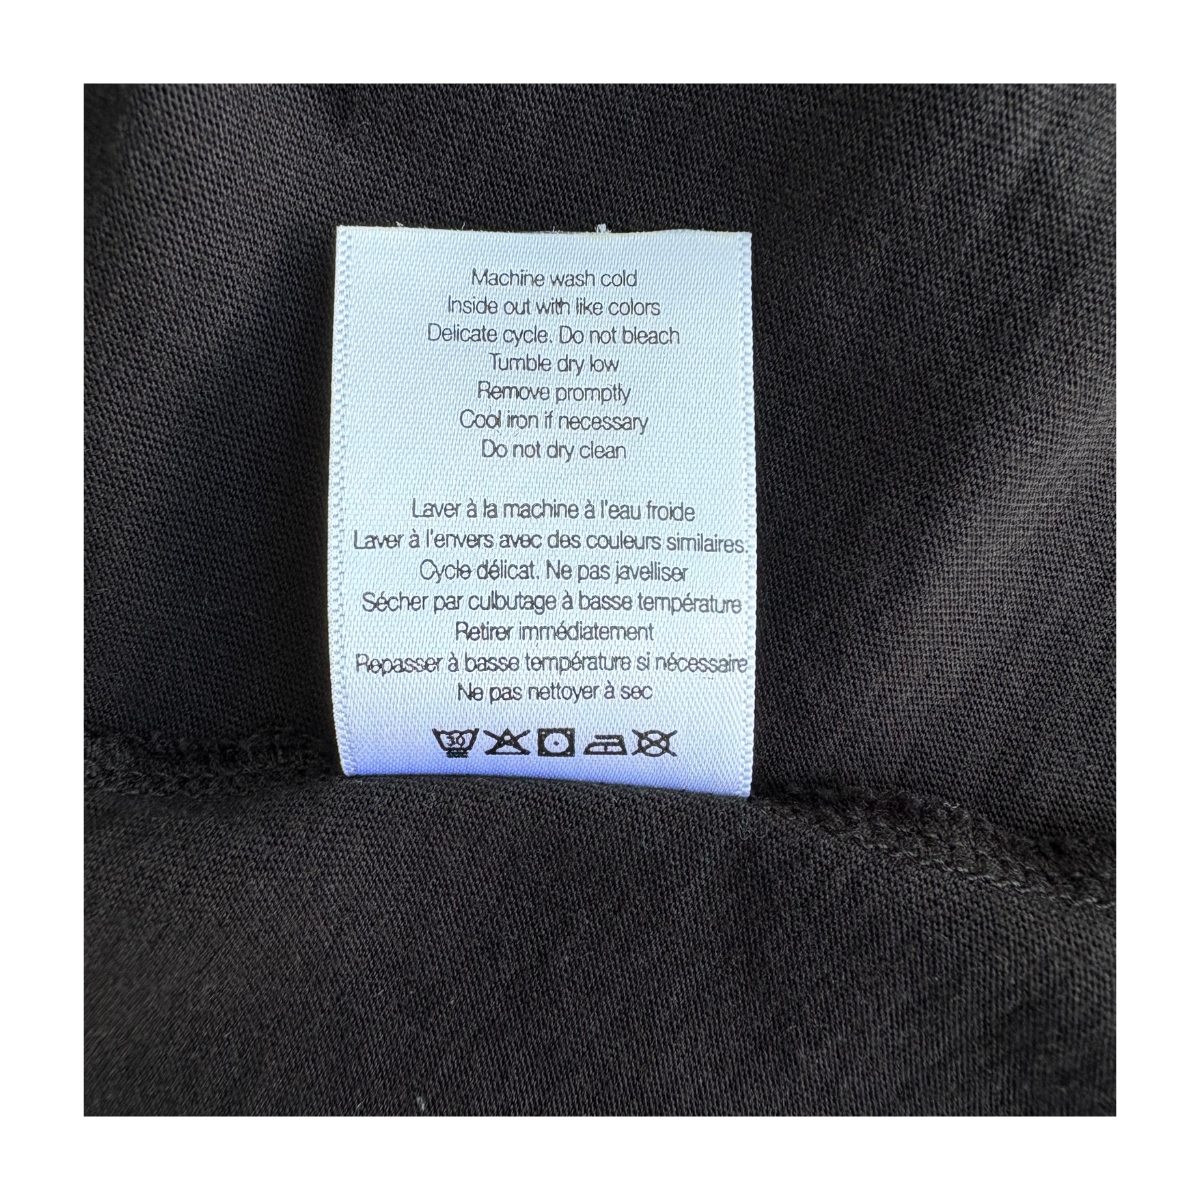 Machine wash cold
Inside out with like colors
Delicate cycle. Do not bleach
Tumble dry low
Remove promptly
Cool iron if necessary
Do not dry clean
Laver à la machine à l'eau froide
Laver à l'envers avec des couleurs similaires.
Cycle délicat. Ne pas javelliser
Sécher par culbutage à basse température
Retirer immédiatement
Repasser à basse température si nécessaire
Ne pas nettoyer à sec
30